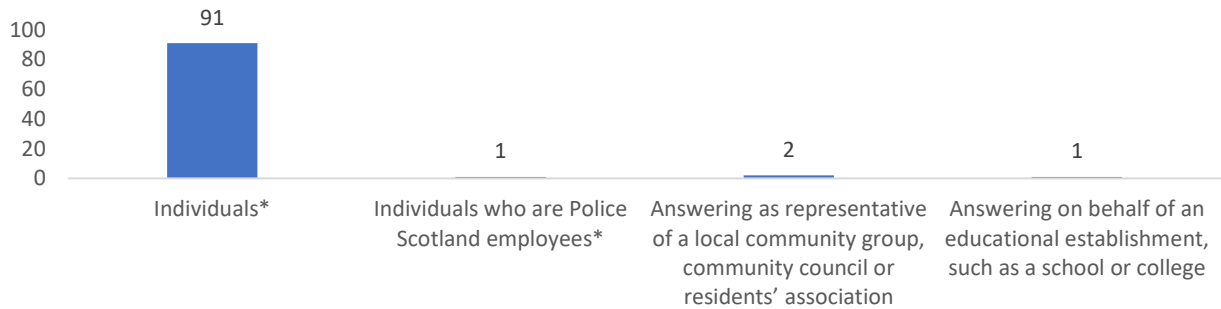 100
80
60
40
20
0
91
1
2
1
Individuals*
Individuals who are Police
Scotland employees*
Answering as representative
of a local community group,
community council or
residents’ association
Answering on behalf of an
educational establishment,
such as a school or college